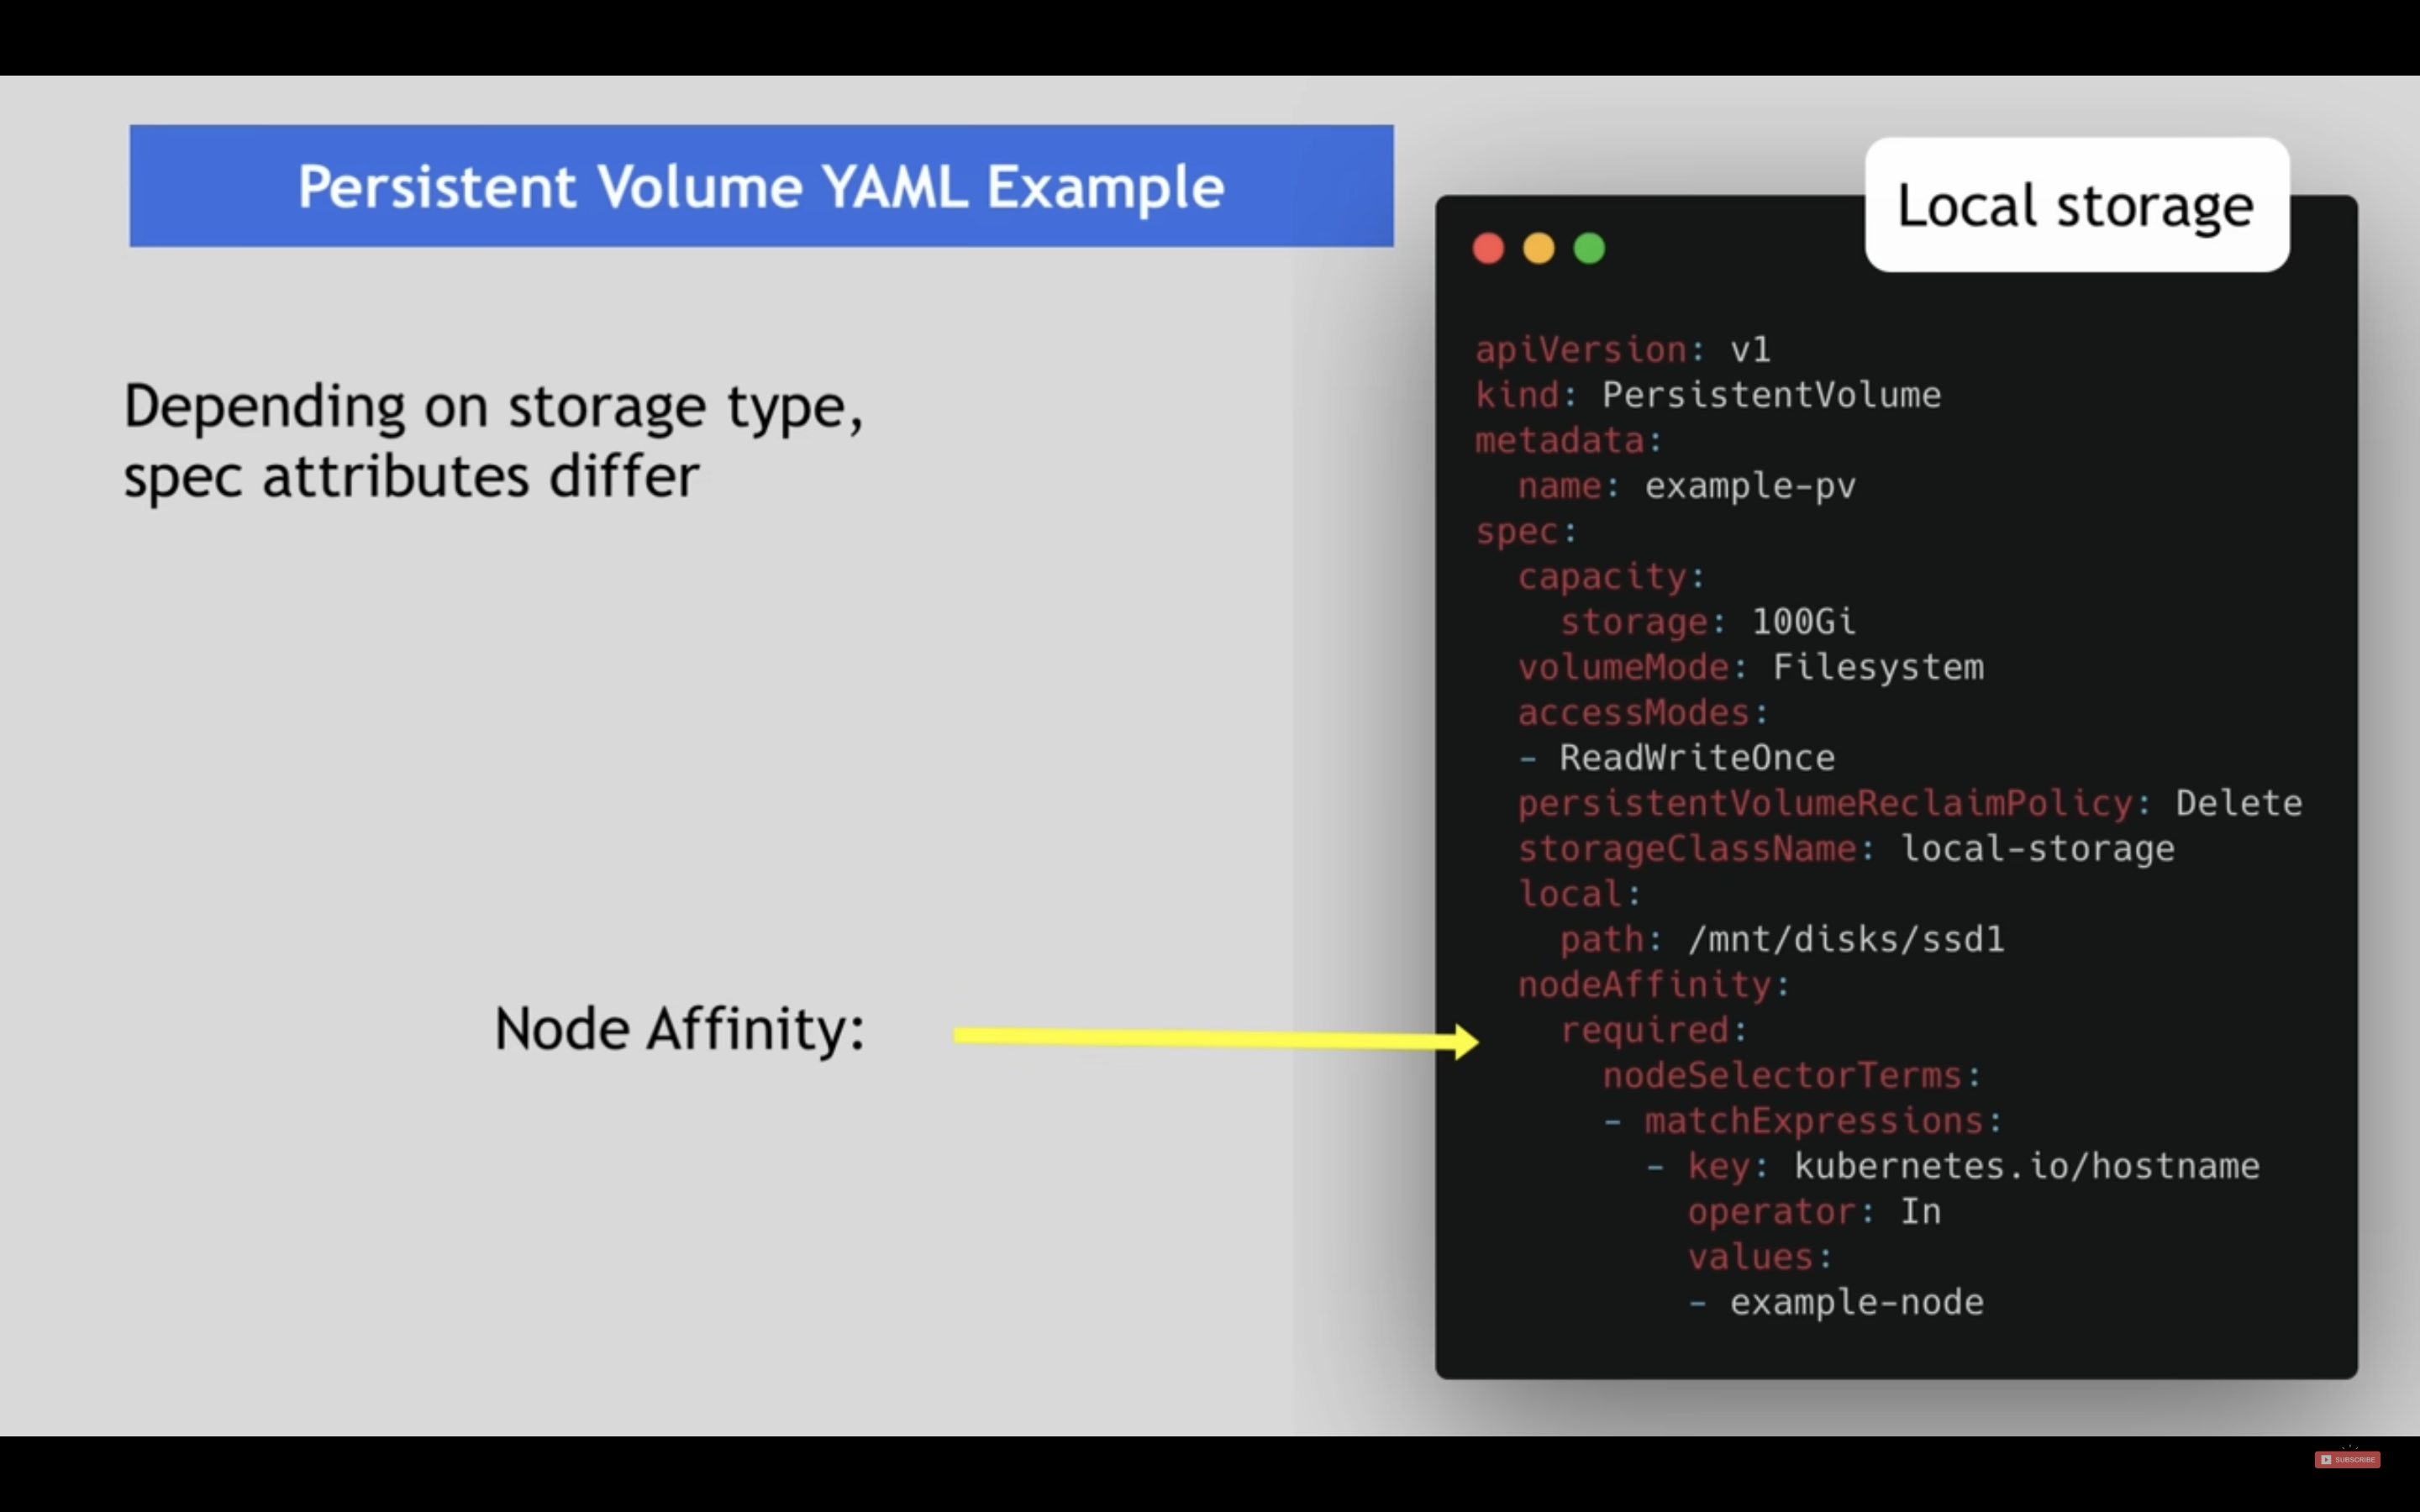 Persistent Volume YAML Example
Local storage
Depending on storage type,
spec attributes differ
Node Affinity:
apiVersion: v1
kind: PersistentVolume
metadata:
  name: example-pv
spec:
  capacity:
    storage: 100Gi
  volumeMode: Filesystem
  accessModes:
  - ReadWriteOnce
  persistentVolumeReclaimPolicy: Delete
  storageClassName: local-storage
  local:
    path: /mnt/disks/ssd1
  nodeAffinity:
    required:
      nodeSelectorTerms:
      - matchExpressions:
        - key: kubernetes.io/hostname
          operator: In
          values:
          - example-node
SUBSCRIBE